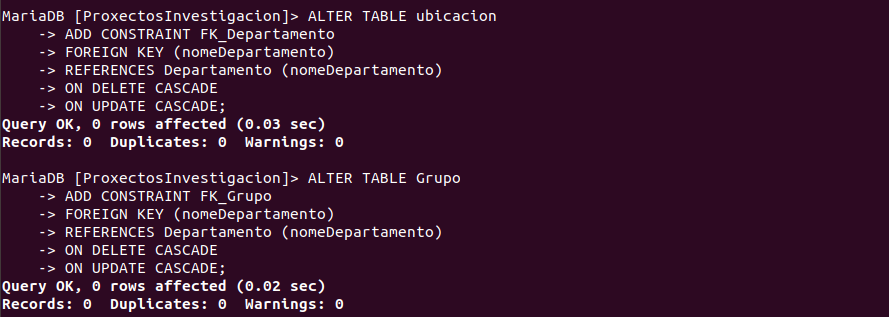 MariaDB [ProxectosInvestigacion]> ALTER TABLE ubicacion
    -> ADD CONSTRAINT FK_Departamento
    -> FOREIGN KEY (nomeDepartamento)
    -> REFERENCES Departamento (nomeDepartamento)
    -> ON DELETE CASCADE
    -> ON UPDATE CASCADE;
Query OK, 0 rows affected (0.03 sec)
Records: 0  Duplicates: 0  Warnings: 0

MariaDB [ProxectosInvestigacion]> ALTER TABLE Grupo
    -> ADD CONSTRAINT FK_Grupo
    -> FOREIGN KEY (nomeDepartamento)
    -> REFERENCES Departamento (nomeDepartamento)
    -> ON DELETE CASCADE
    -> ON UPDATE CASCADE;
Query OK, 0 rows affected (0.02 sec)
Records: 0  Duplicates: 0  Warnings: 0